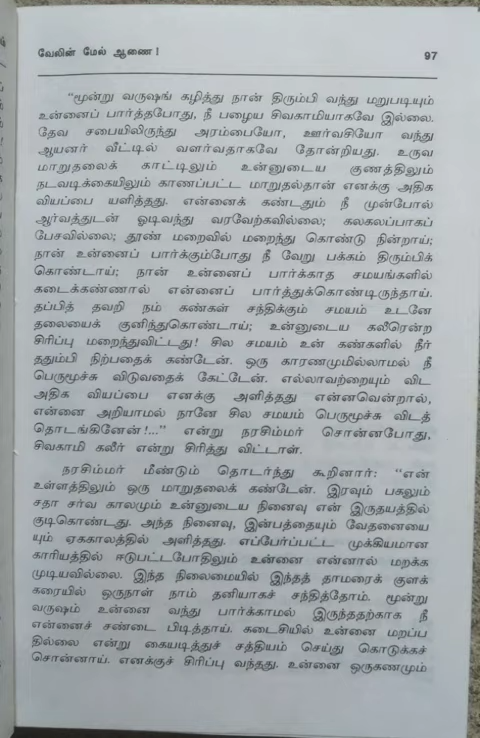 வேலின் மேல் ஆணை !
97
“மூன்று வருஷங் கழித்து நான் திரும்பி வந்து மறுபடியும்
உன்னைப் பார்த்தபோது, நீ பழைய சிவகாமியாகவே இல்லை.
தேவ சபையிலிருந்து அரம்பையோ, ஊர்வசியோ வந்து
ஆயனர் வீட்டில் வளர்வதாகவே தோன்றியது. உருவ
மாறுதலைக் காட்டிலும் உன்னுடைய குணத்திலும்
நடவடிக்கையிலும் காணப்பட்ட மாறுதல்தான் எனக்கு அதிக
வியப்பை யளித்தது. என்னைக் கண்டதும் நீ முன்போல்
ஆர்வத்துடன் ஓடிவந்து வரவேற்கவில்லை; கலகலப்பாகப்
பேசவில்லை; தூண் மறைவில் மறைந்து கொண்டு நின்றாய்;
நான் உன்னைப் பார்க்கும்போது நீ வேறு பக்கம் திரும்பிக்
கொண்டாய்; நான் உன்னைப் பார்க்காத சமயங்களில்
கடைக்கண்ணால் என்னைப் பார்த்துக்கொண்டிருந்தாய்.
தப்பித் தவறி நம் கண்கள் சந்திக்கும் சமயம் உடனே
தலையைக் குனிந்துகொண்டாய்; உன்னுடைய கலீரென்ற
சிரிப்பு மறைந்துவிட்டது! சில சமயம் உன் கண்களில் நீர்
ததும்பி நிற்பதைக் கண்டேன். ஒரு காரணமுமில்லாமல் நீ
பெருமூச்சு விடுவதைக் கேட்டேன். எல்லாவற்றையும் விட
அதிக வியப்பை எனக்கு அளித்தது என்னவென்றால்,
என்னை அறியாமல் நானே சில சமயம் பெருமூச்சு விடத்
தொடங்கினேன்!...” என்று நரசிம்மர் சொன்னபோது,
சிவகாமி கலீர் என்று சிரித்து விட்டாள்.
நரசிம்மர் மீண்டும் தொடர்ந்து கூறினார்: “என்
உள்ளத்திலும் ஒரு மாறுதலைக் கண்டேன். இரவும் பகலும்
சதா சர்வ காலமும் உன்னுடைய நினைவு என் இருதயத்தில்
குடிகொண்டது. அந்த நினைவு, இன்பத்தையும் வேதனையை
யும் ஏககாலத்தில் அளித்தது. எப்பேர்ப்பட்ட முக்கியமான
காரியத்தில் ஈடுபட்டபோதிலும் உன்னை என்னால் மறக்க
முடியவில்லை. இந்த நிலைமையில் இந்தத் தாமரைக் குளக்
கரையில் ஒருநாள் நாம் தனியாகச் சந்தித்தோம். மூன்று
வருஷம் உன்னை வந்து பார்க்காமல் இருந்ததற்காக நீ
என்னைச் சண்டை பிடித்தாய். கடைசியில் உன்னை மறப்ப
தில்லை என்று கையடித்துச் சத்தியம் செய்து கொடுக்கச்
சொன்னாய். எனக்குச் சிரிப்பு வந்தது. உன்னை ஒருகணமும்